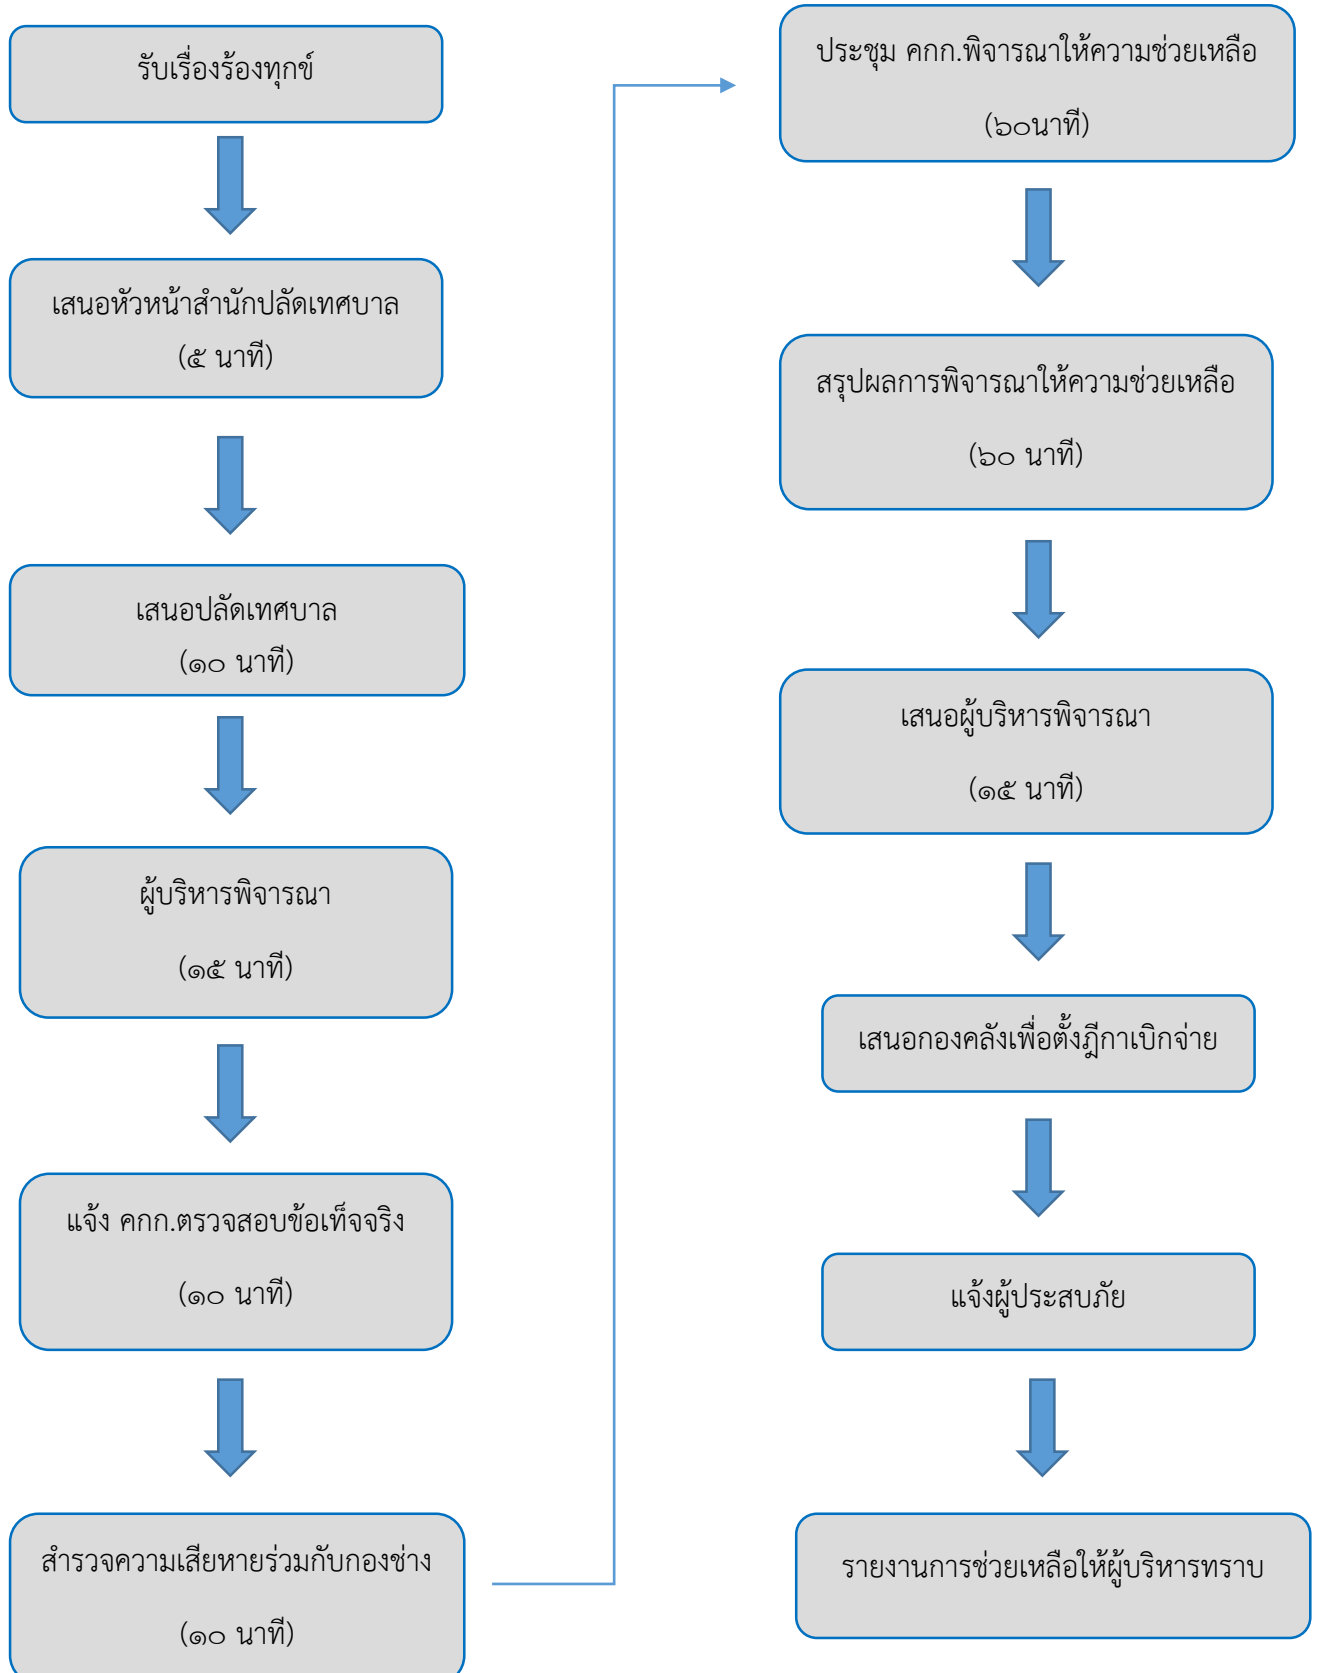 รับเรื่องร้องทุกข์
เสนอหัวหน้าสำนักปลัดเทศบาล
(๕ นาที)
เสนอปลัดเทศบาล
(๑๐ นาที)
ผู้บริหารพิจารณา
(๑๕ นาที)
แจ้ง คกก.ตรวจสอบข้อเท็จจริง
(๑๐ นาที)
สำรวจความเสียหายร่วมกับกองช่าง
(๑๐ นาที)
ประชุม คกก.พิจารณาให้ความช่วยเหลือ
(๖๐นาที)
สรุปผลการพิจารณาให้ความช่วยเหลือ
(๖๐ นาที)
เสนอผู้บริหารพิจารณา
(๑๕ นาที)
เสนอกองคลังเพื่อตั้งฎีกาเบิกจ่าย
แจ้งผู้ประสบภัย
รายงานการช่วยเหลือให้ผู้บริหารทราบ